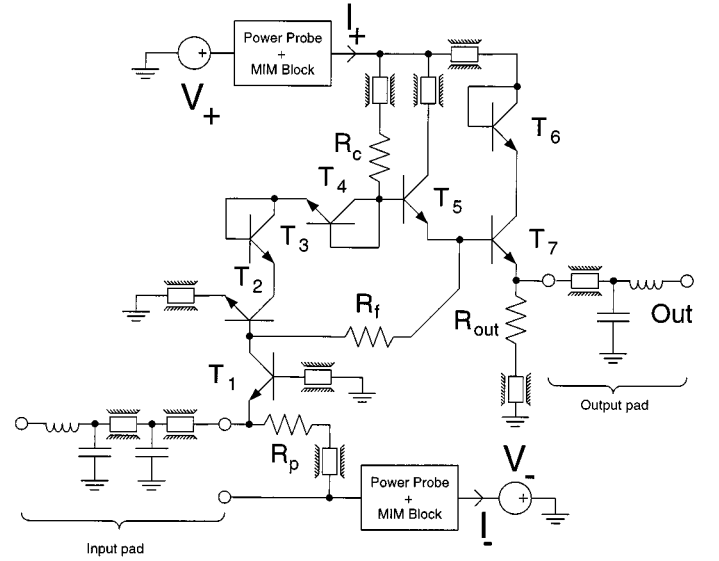 I+
Power Probe
+
MIM Block
+
V+
Rc
T6
T4
T5
T3
T7
T2
Rf
Rout
Out
T1
Output pad
Rp
Power Probe
+
MIM Block
V-
+
I-
Input pad